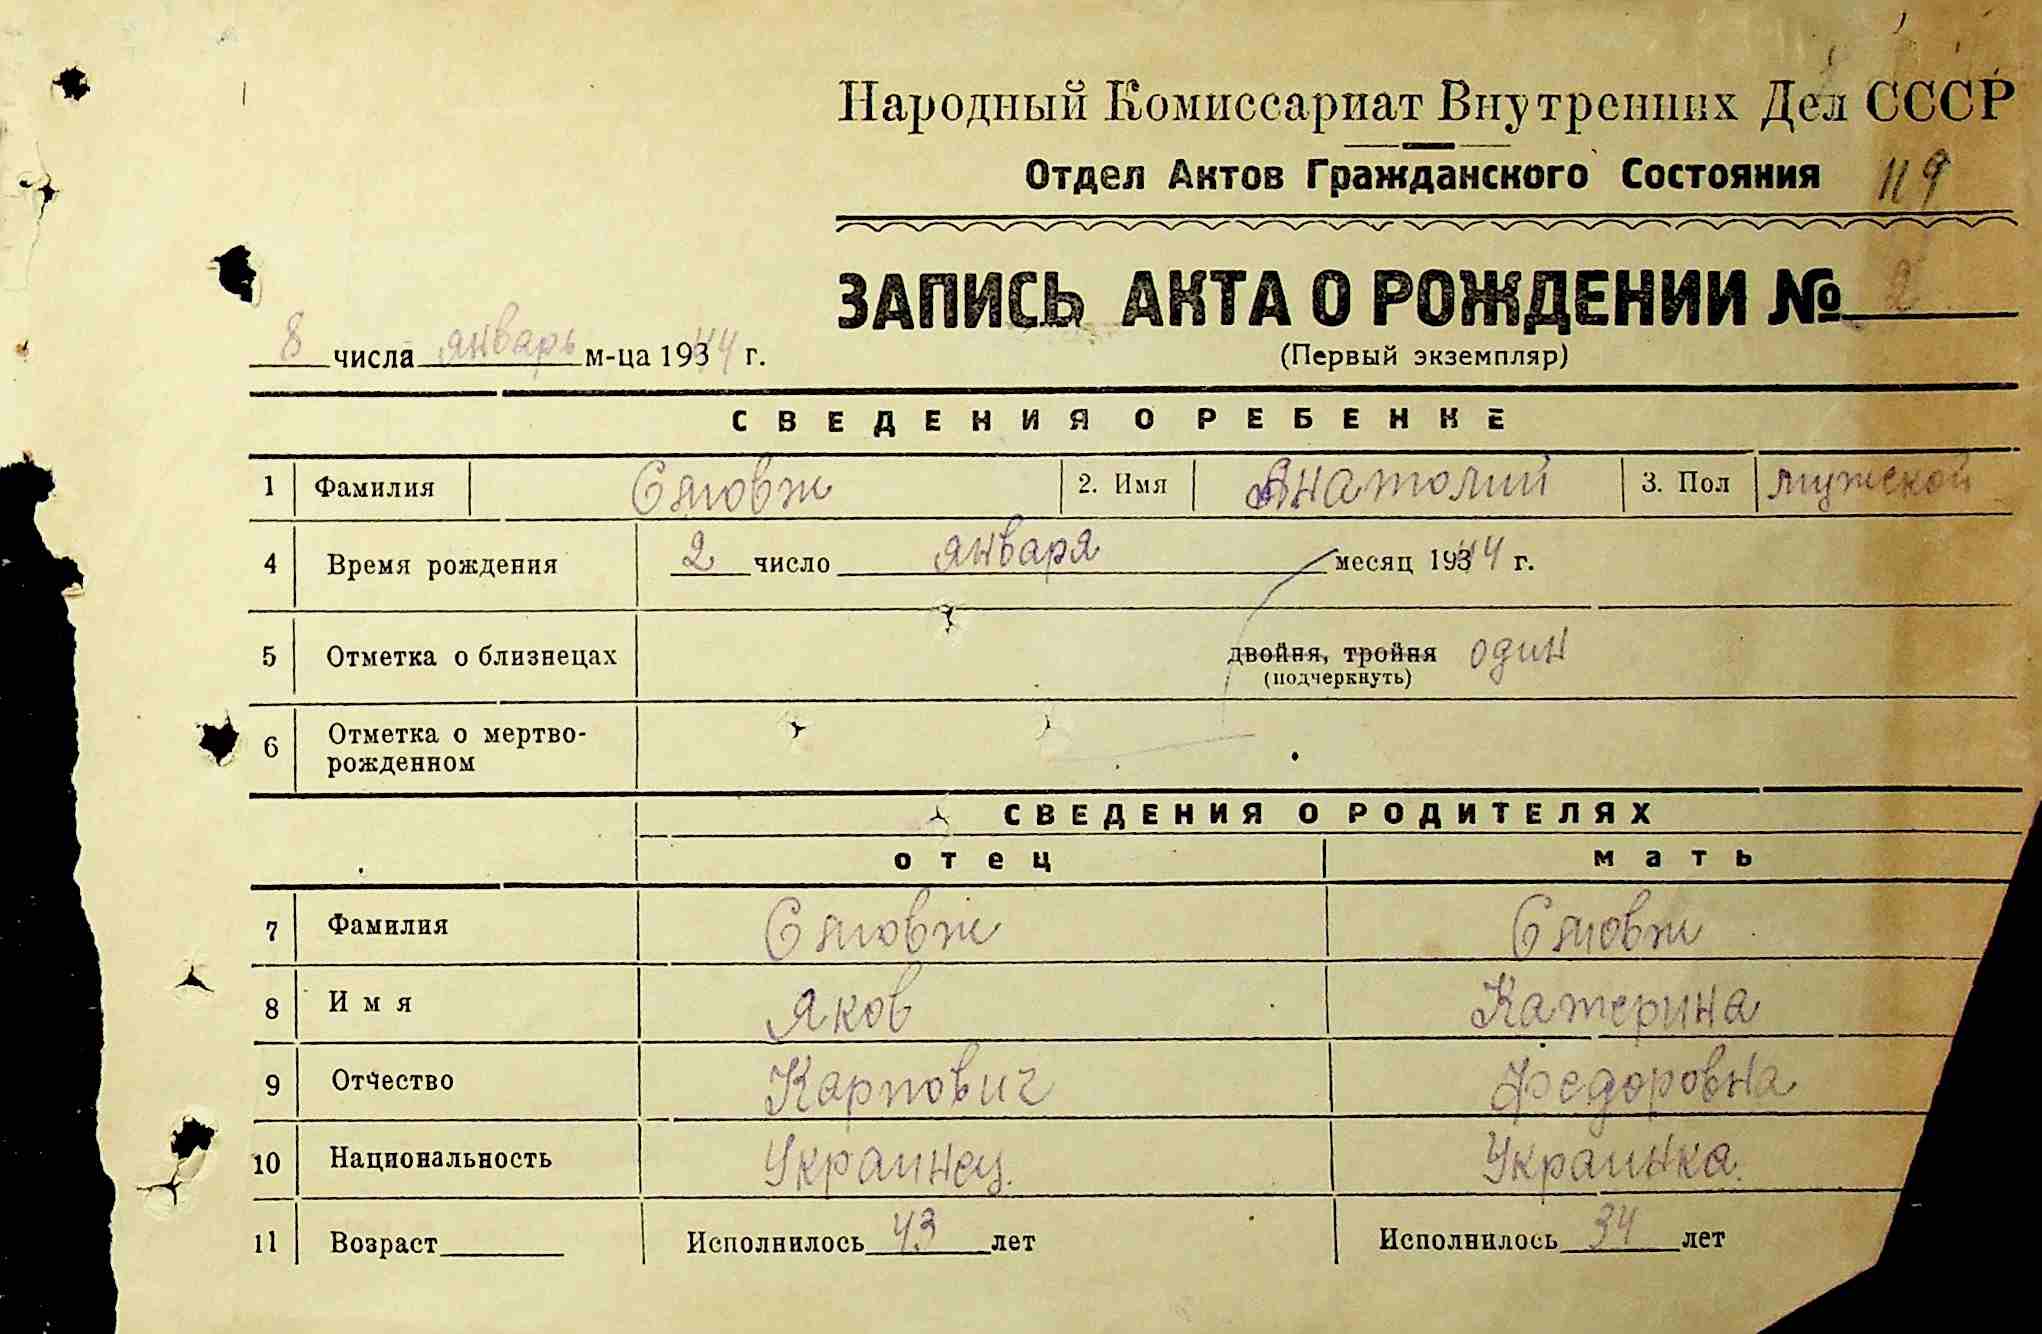 Народный Комиссариат Внутренних Дел СССР
Отдел Актов Гражданского Состояния 119
ЗАПИСЬ АКТА О РОЖДЕНИИ № 2
8 числа январь м-ца 1944 г.
(Первый экземпляр)
СВЕДЕНИЯ О РЕБЕНКЕ
1 Фамилия 2. Имя Анатолий 3. Пол мужской
4 Время рождения 2 число января месяц 1944 г.
5 Отметка о близнецах двойня, тройня один
(подчеркнуть)
6 Отметка о мертво-
рожденном
СВЕДЕНИЯ О РОДИТЕЛЯХ
отец мать
7 Фамилия
8 Имя Яков Катерина
9 Отчество Карпович Федоровна
10 Национальность Украинец. Украинка.
11 Возраст Исполнилось 43 лет Исполнилось 34 лет